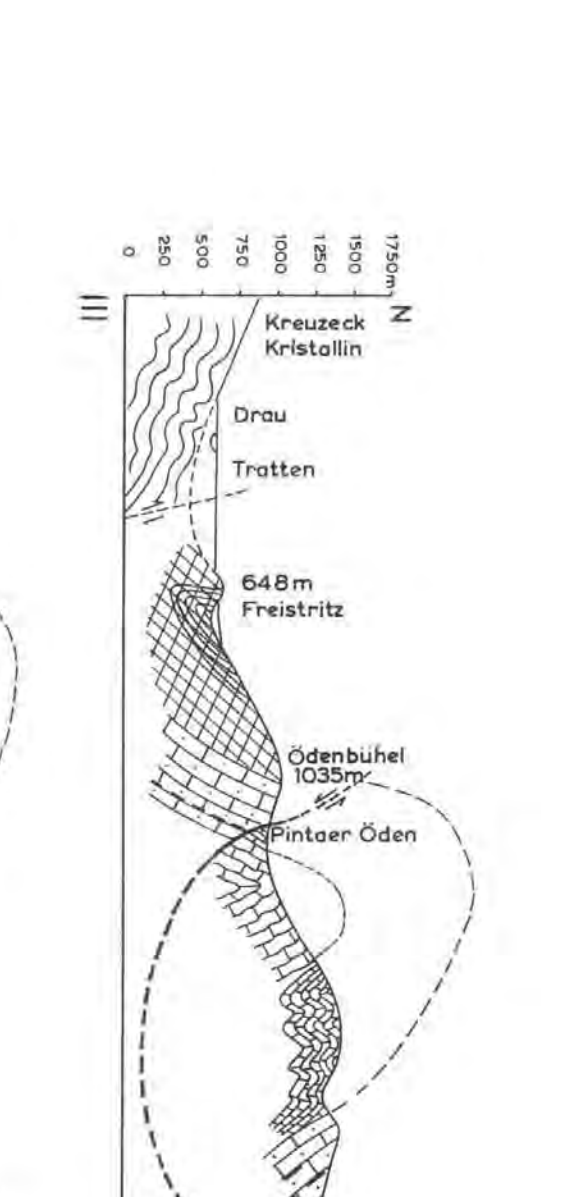 0
250
500
750
1000
1250
1500
1750m
III
N
Kreuzeck
Kristallin
Drau
Tratten
648m
Freistritz
Ödenbühel
1035m
Pintaer Öden